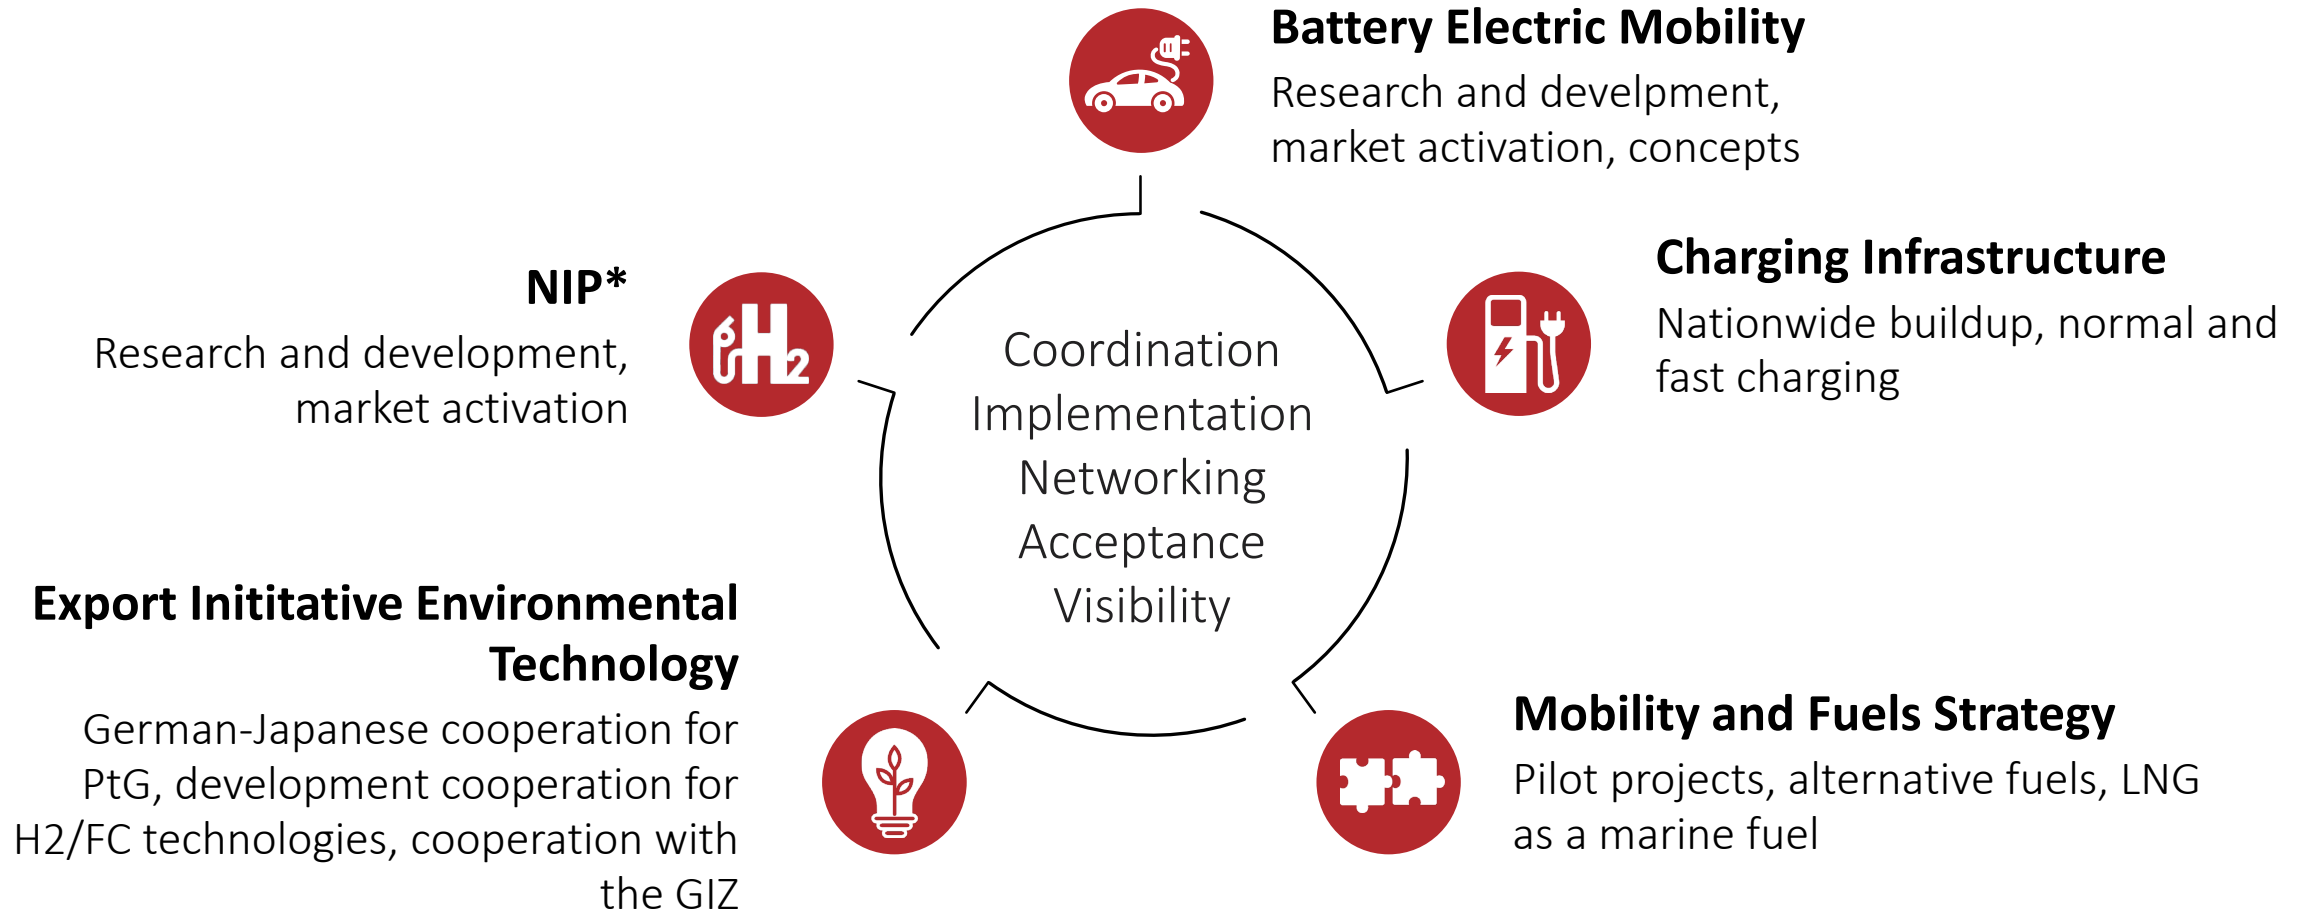 Battery Electric Mobility
Research and develpment,
market activation, concepts
Charging Infrastructure
Nationwide buildup, normal and
fast charging
NIP*
Research and development,
market activation
H2
Coordination
Implementation
Networking
Acceptance
Visibility
Export Inititative Environmental
Technology
German-Japanese cooperation for
PtG, development cooperation for
H2/FC technologies, cooperation with
the GIZ
Mobility and Fuels Strategy
Pilot projects, alternative fuels, LNG
as a marine fuel